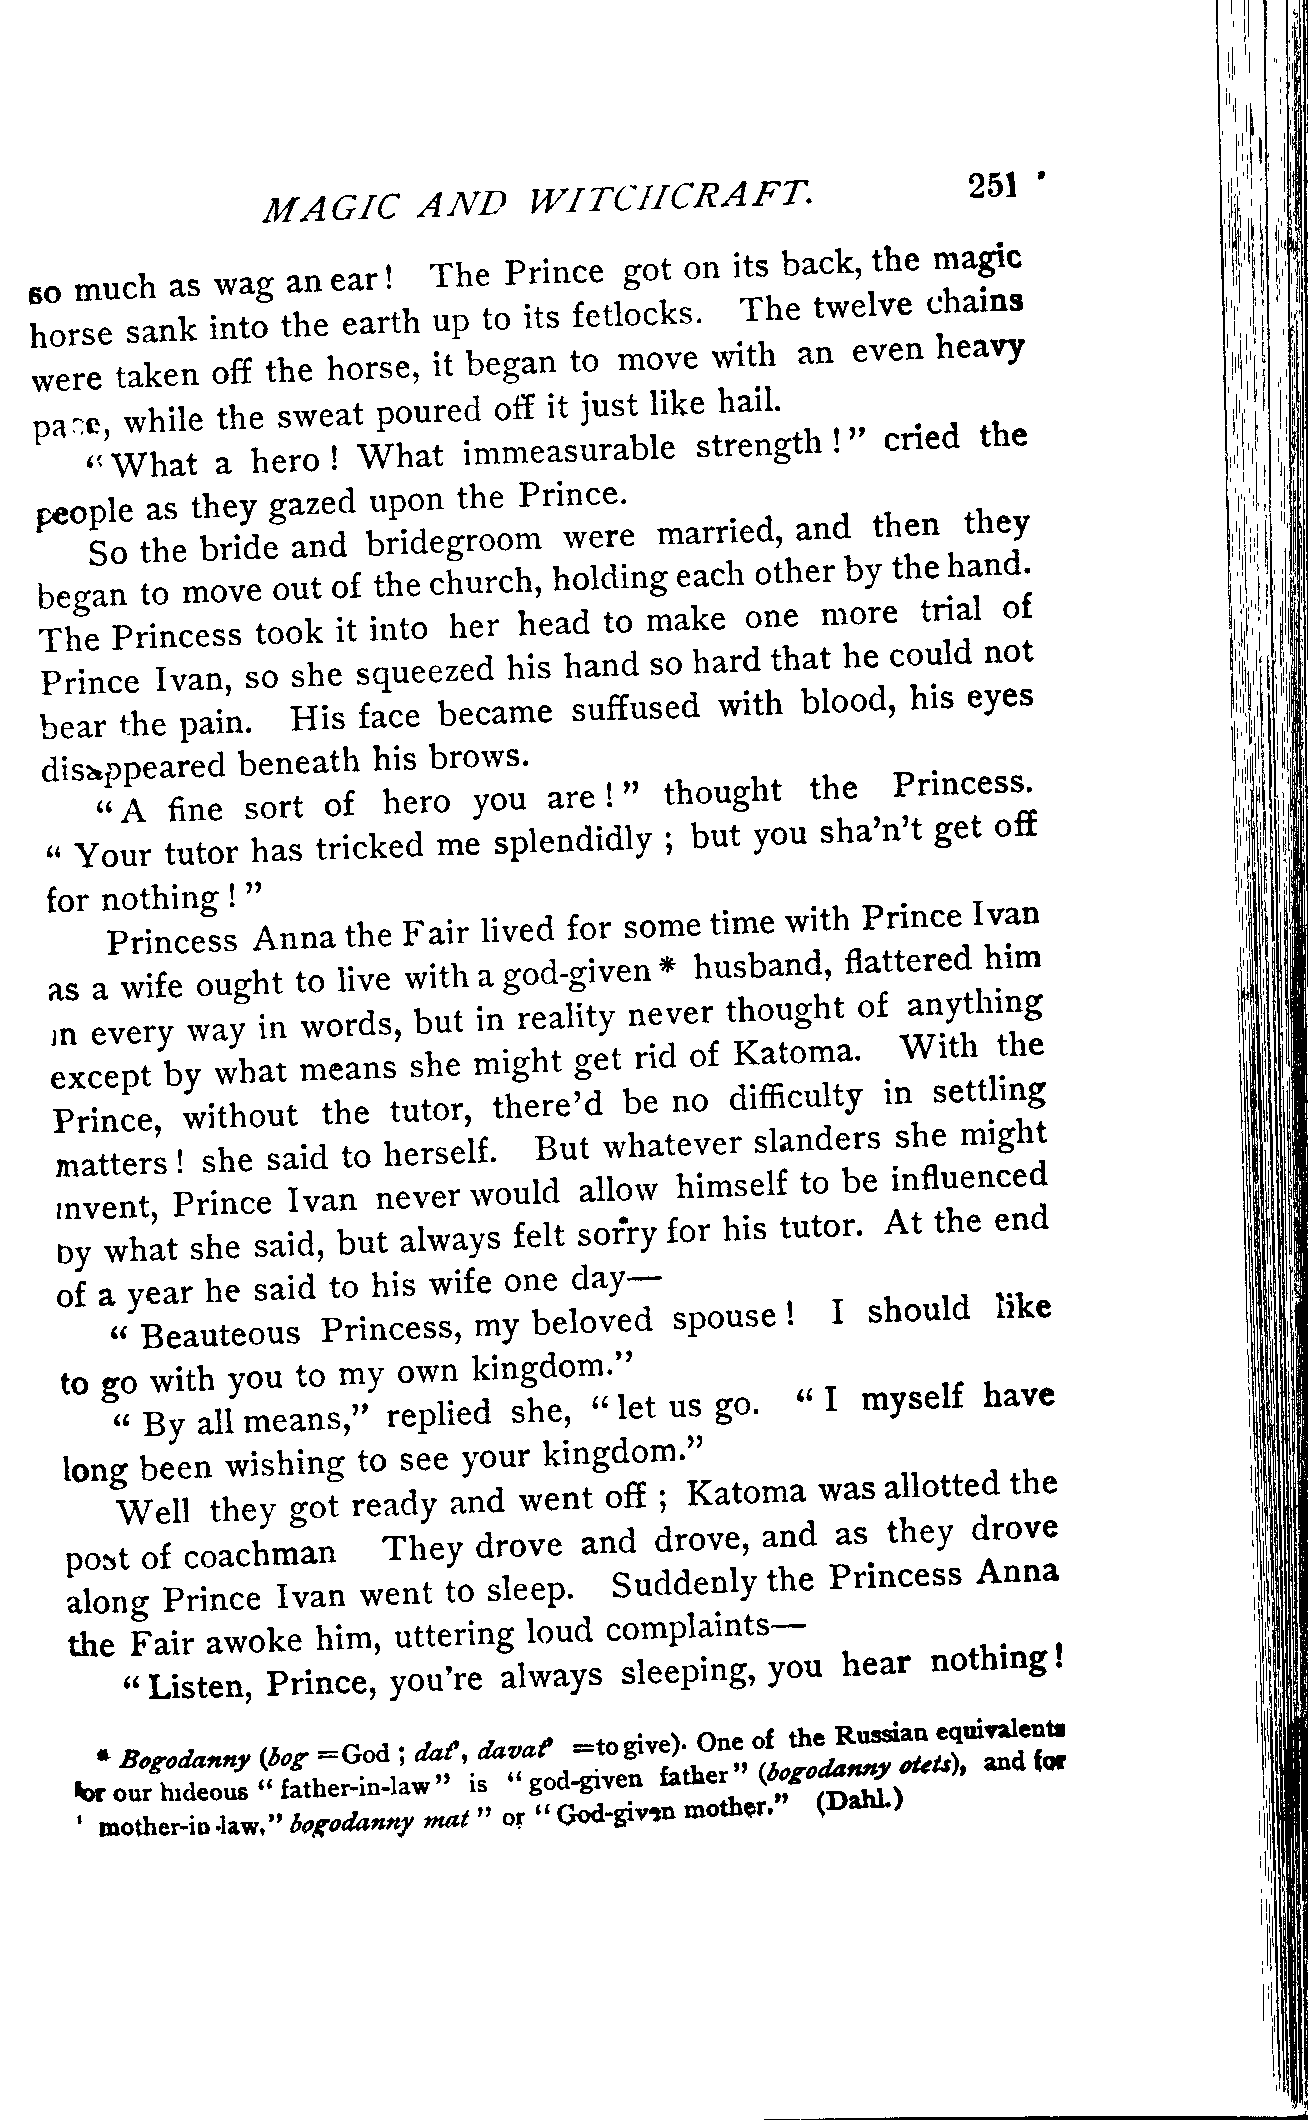 MAGIC AND WITCHCRAFT. 251
so much as wag an ear! The Prince got on its back, the magic
horse sank into the earth up to its fetlocks. The twelve chains
were taken off the horse, it began to move with an even heavy
pace, while the sweat poured off it just like hail.
"What a hero! What immeasurable strength!" cried the
people as they gazed upon the Prince.
So the bride and bridegroom were married, and then they
began to move out of the church, holding each other by the hand.
The Princess took it into her head to make one more trial of
Prince Ivan, so she squeezed his hand so hard that he could not
bear the pain. His face became suffused with blood, his eyes
disappeared beneath his brows.
"A fine sort of hero you are!" thought the Princess.
"Your tutor has tricked me splendidly; but you sha'n't get off
for nothing!"
Princess Anna the Fair lived for some time with Prince Ivan
as a wife ought to live with a god-given* husband, flattered him
in every way in words, but in reality never thought of anything
except by what means she might get rid of Katoma. With the
Prince, without the tutor, there'd be no difficulty in settling
matters! she said to herself. But whatever slanders she might
invent, Prince Ivan never would allow himself to be influenced
by what she said, but always felt sorry for his tutor. At the end
of a year he said to his wife one day—
"Beauteous Princess, my beloved spouse! I should like
to go with you to my own kingdom."
"By all means," replied she, "let us go. "I myself have
long been wishing to see your kingdom."
Well they got ready and went off; Katoma was allotted the
post of coachman They drove and drove, and as they drove
along Prince Ivan went to sleep. Suddenly the Princess Anna
the Fair awoke him, uttering loud complaints—
"Listen, Prince, you're always sleeping, you hear nothing!
* Bogodanny (bog=God; dat', davat' =to give). One of the Russian equivalents
for our hideous "father-in-law" is "god-given father" (bogodanny otets), and for
' mother-in-law," bogodanny mat" or "God-given mother." (Dahl.)